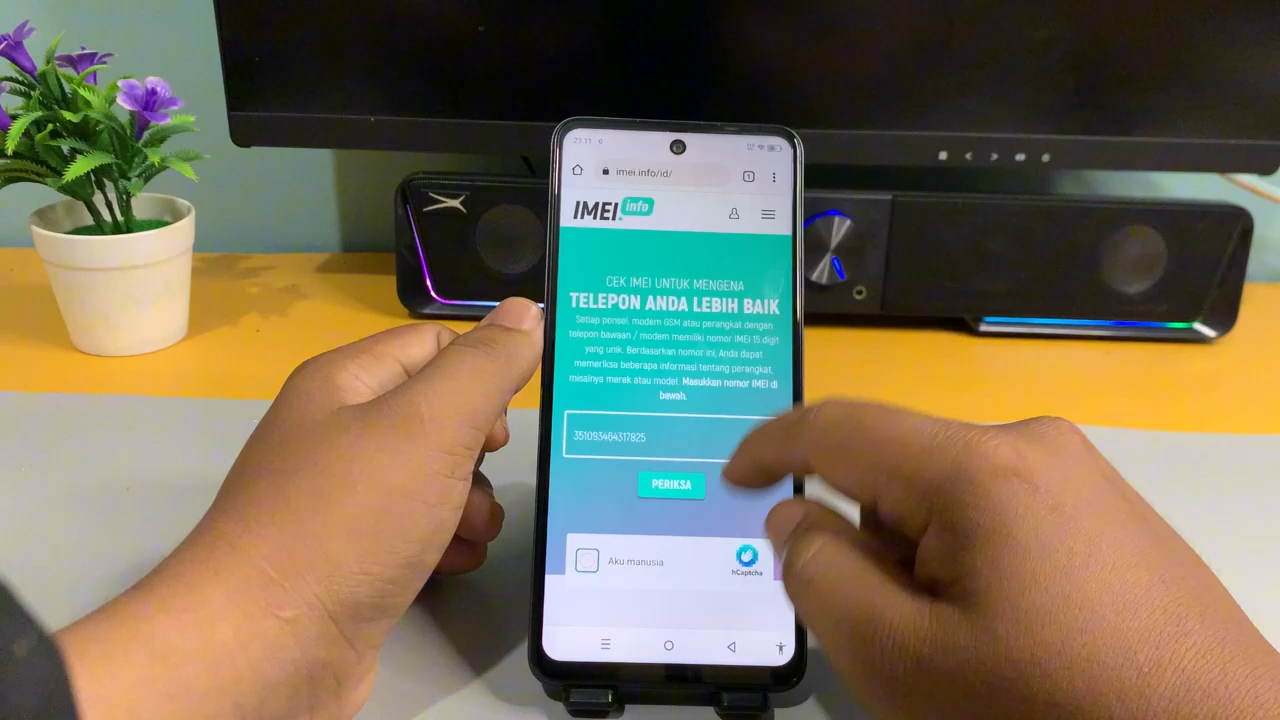 23.11
imei.info/id/
1
IMEI.info
CEK IMEI UNTUK MENGENA
TELEPON ANDA LEBIH BAIK
Setiap ponsel, modem GSM atau perangkat dengan
telepon bawaan / modem memiliki nomor IMEI 15 digit
yang unik. Berdasarkan nomor ini, Anda dapat
memeriksa beberapa informasi tentang perangkat,
misalnya merek atau model. Masukkan nomor IMEI di
bawah.
351093464317825
PERIKSA
Aku manusia
hCaptcha